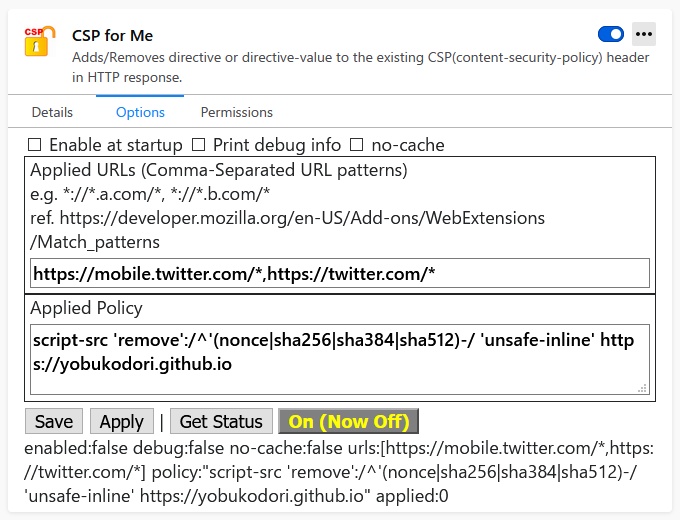 CSP
CSP for Me
Adds/Removes directive or directive-value to the existing CSP(content-security-policy) header
in HTTP response.
Details Options Permissions
Enable at startup Print debug info no-cache
Applied URLs (Comma-Separated URL patterns)
e.g. *://*.a.com/*, *://*.b.com/*
ref. https://developer.mozilla.org/en-US/Add-ons/WebExtensions
/Match_patterns
https://mobile.twitter.com/*,https://twitter.com/*
Applied Policy
script-src 'remove':/^'(nonce|sha256|sha384|sha512)-/ 'unsafe-inline' http
s://yobukodori.github.io
Save Apply | Get Status On (Now Off)
enabled:false debug:false no-cache:false urls:[https://mobile.twitter.com/*,https:
//twitter.com/*] policy:"script-src 'remove':/^'(nonce|sha256|sha384|sha512)-/
'unsafe-inline' https://yobukodori.github.io" applied:0